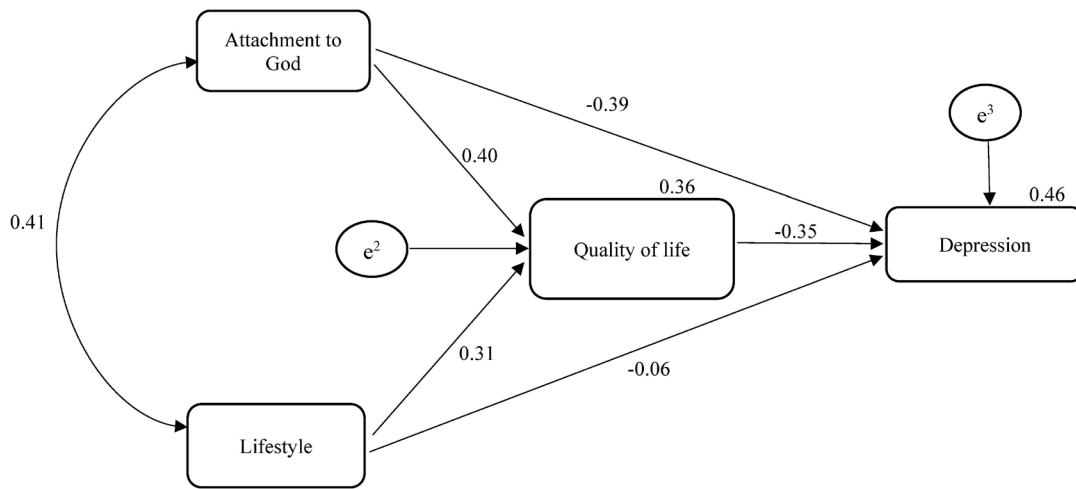 Attachment to
God
-0.39
e³
0.40
0.36
0.46
0.41
e²
Quality of life
-0.35
Depression
0.31
-0.06
Lifestyle